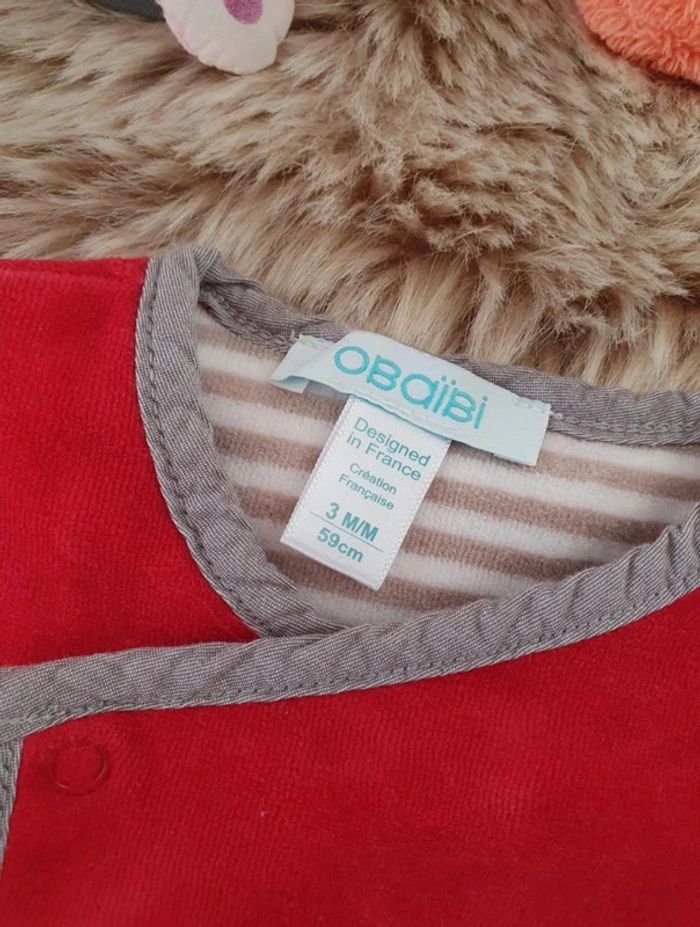 OBaïBi
Designed
in France
Création
Française
3 M/M
59cm